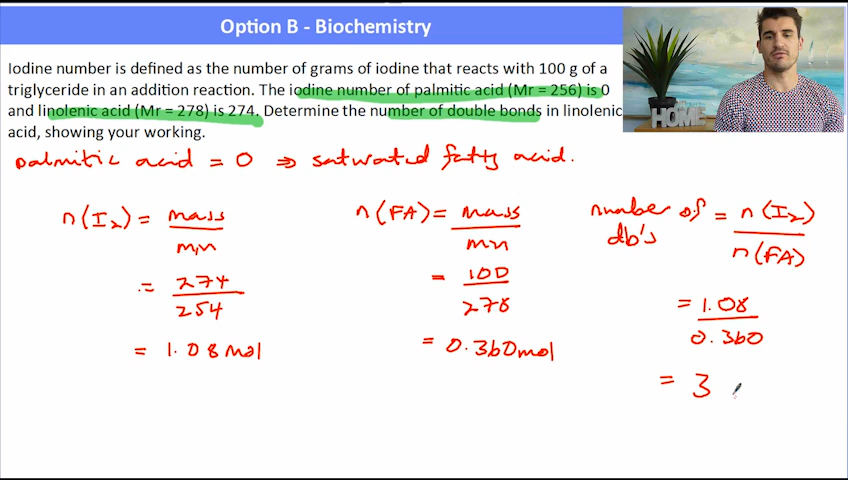 Option B - Biochemistry
Iodine number is defined as the number of grams of iodine that reacts with 100 g of a
triglyceride in an addition reaction. The iodine number of palmitic acid (Mr = 256) is 0
and linolenic acid (Mr = 278) is 274. Determine the number of double bonds in linolenic
acid, showing your working.
HOME
palmitic acid = 0 ⇒ saturated fatty acid.
n(I₂) = mass / m,n
= 274 / 254
= 1.08 mol
n(FA) = mass / mn
= 100 / 278
= 0.360 mol
number of db's = n(I₂) / n(FA)
= 1.08 / 0.360
= 3